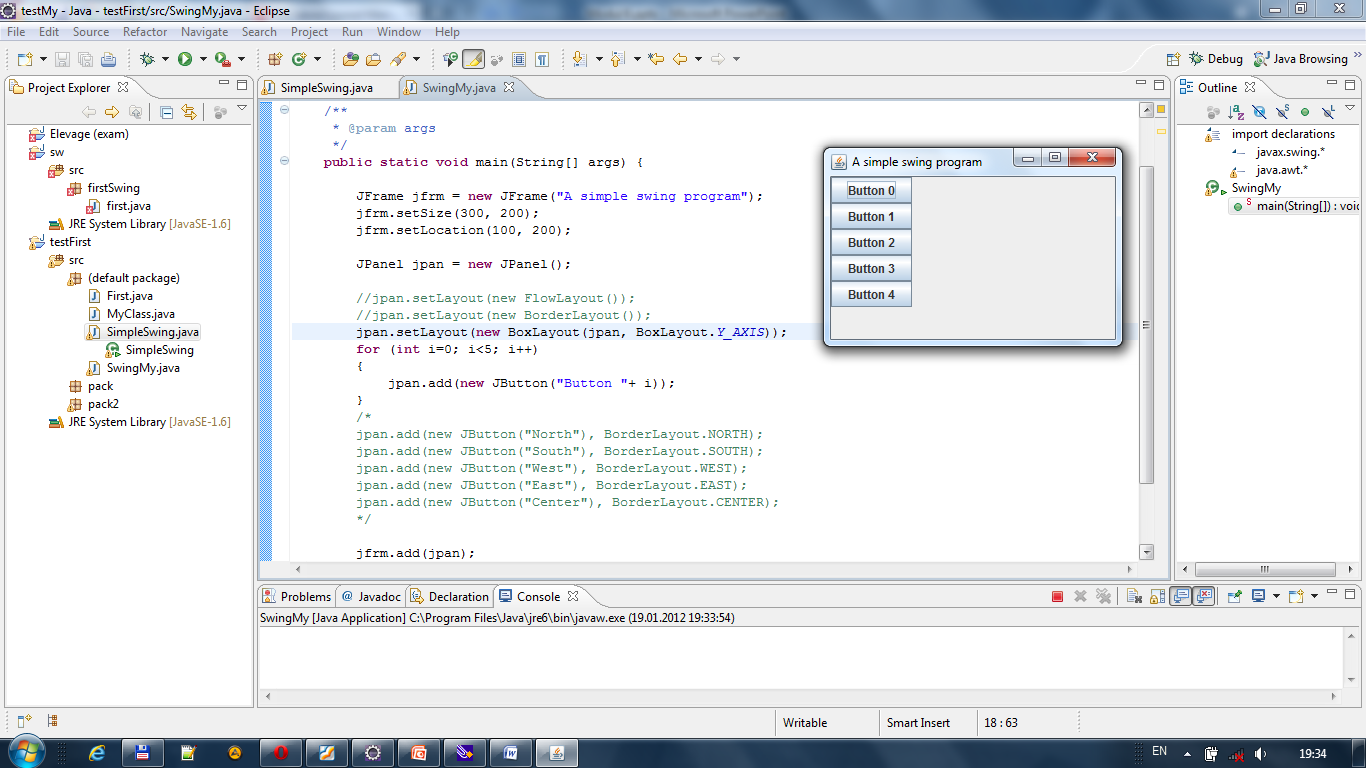 testMy - Java - testFirst/src/SwingMy.java - Eclipse
File Edit Source Refactor Navigate Search Project Run Window Help
Debug Java Browsing »
Project Explorer
Elevage (exam)
sw
src
firstSwing
first.java
JRE System Library [JavaSE-1.6]
testFirst
src
(default package)
First.java
MyClass.java
SimpleSwing.java
SimpleSwing
SwingMy.java
pack
pack2
JRE System Library [JavaSE-1.6]
SimpleSwing.java SwingMy.java
/**
* @param args
*/
public static void main(String[] args) {
JFrame jfrm = new JFrame("A simple swing program");
jfrm.setSize(300, 200);
jfrm.setLocation(100, 200);
JPanel jpan = new JPanel();
//jpan.setLayout(new FlowLayout());
//jpan.setLayout(new BorderLayout());
jpan.setLayout(new BoxLayout(jpan, BoxLayout.Y_AXIS));
for (int i=0; i<5; i++)
{
jpan.add(new JButton("Button "+ i));
}
/*
jpan.add(new JButton("North"), BorderLayout.NORTH);
jpan.add(new JButton("South"), BorderLayout.SOUTH);
jpan.add(new JButton("West"), BorderLayout.WEST);
jpan.add(new JButton("East"), BorderLayout.EAST);
jpan.add(new JButton("Center"), BorderLayout.CENTER);
*/
jfrm.add(jpan);
A simple swing program
Button 0
Button 1
Button 2
Button 3
Button 4
Outline
import declarations
javax.swing.*
java.awt.*
SwingMy
main(String[]) : void
Problems @ Javadoc Declaration Console
SwingMy [Java Application] C:\Program Files\Java\jre6\bin\javaw.exe (19.01.2012 19:33:54)
Writable Smart Insert 18 : 63
EN 19:34